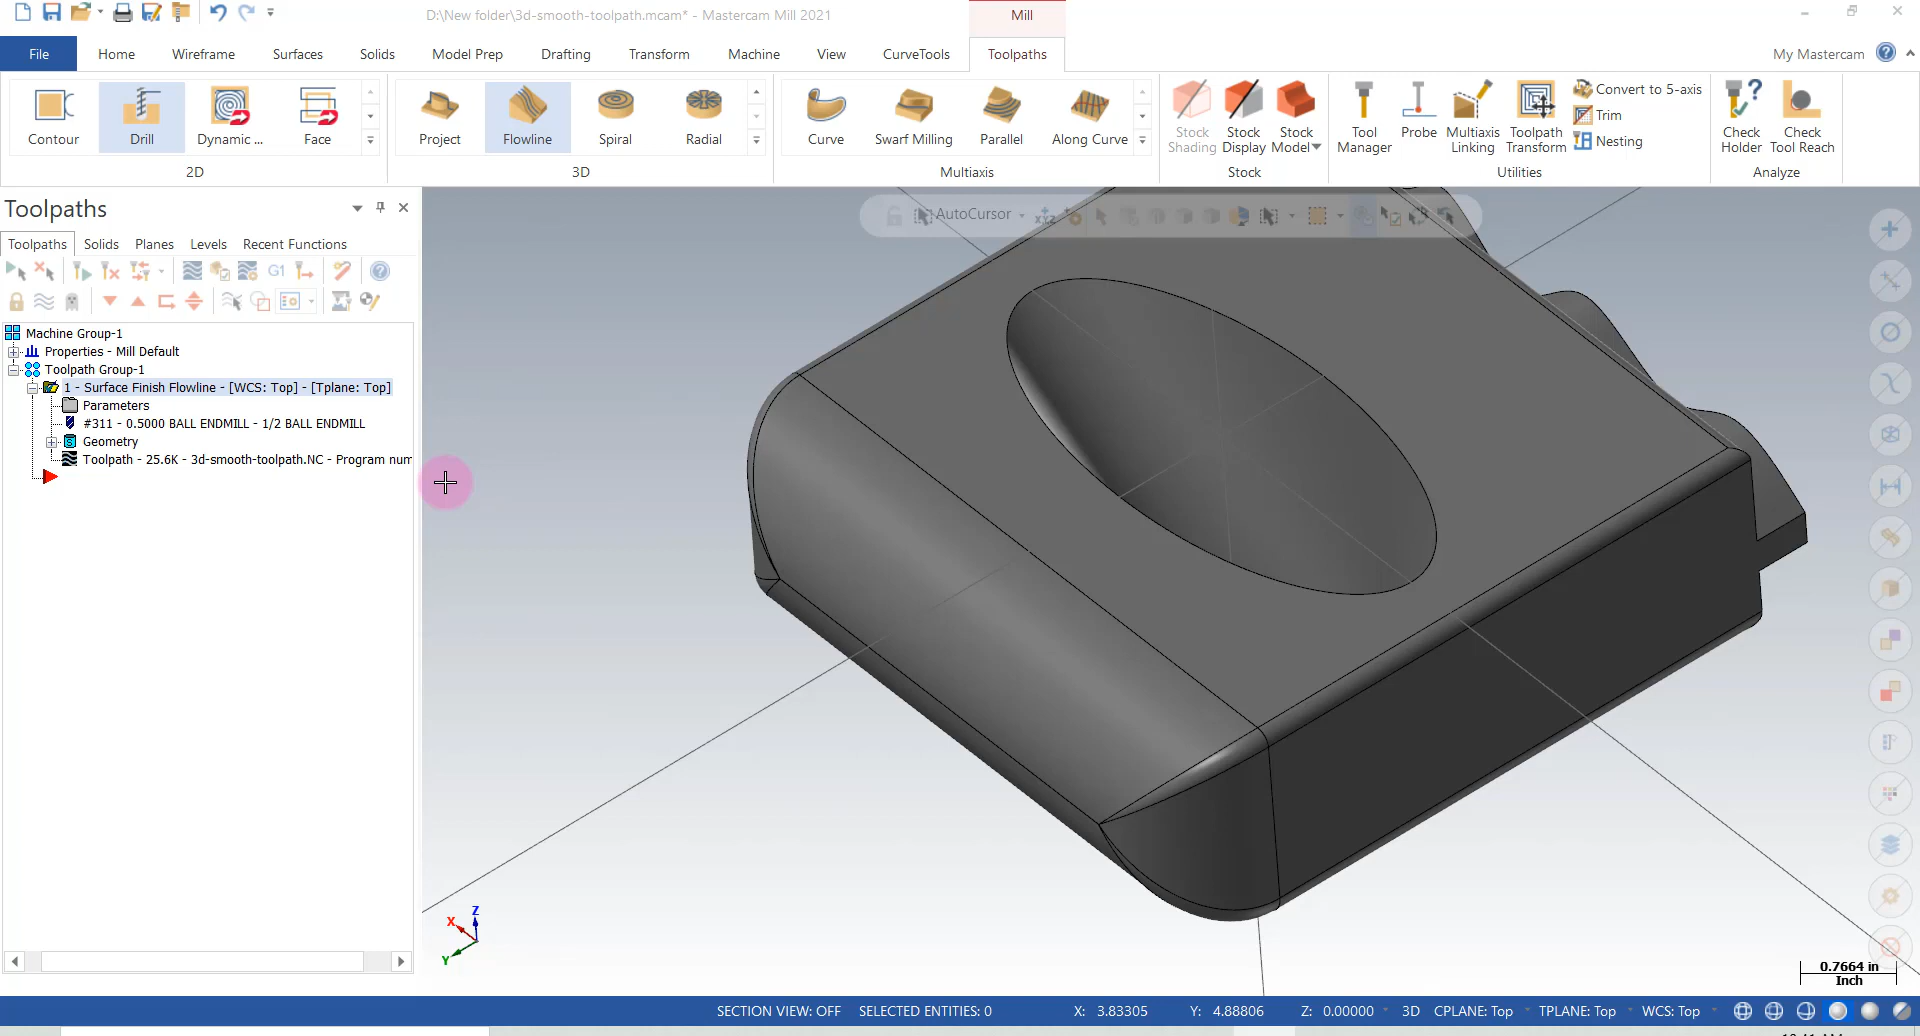 D:\New folder\3d-smooth-toolpath.mcam* - Mastercam Mill 2021
Mill
File
Home
Wireframe
Surfaces
Solids
Model Prep
Drafting
Transform
Machine
View
CurveTools
Toolpaths
My Mastercam
Contour
Drill
Dynamic ...
Face
2D
Project
Flowline
Spiral
Radial
3D
Curve
Swarf Milling
Parallel
Along Curve
Multiaxis
Stock Shading
Stock Display
Stock Model
Stock
Tool Manager
Probe
Multiaxis Linking
Toolpath Transform
Convert to 5-axis
Trim
Nesting
Utilities
Check Holder
Check Tool Reach
Analyze
Toolpaths
Toolpaths
Solids
Planes
Levels
Recent Functions
G1
AutoCursor
XYZ
Machine Group-1
Properties - Mill Default
Toolpath Group-1
1 - Surface Finish Flowline - [WCS: Top] - [Tplane: Top]
Parameters
#311 - 0.5000 BALL ENDMILL - 1/2 BALL ENDMILL
Geometry
Toolpath - 25.6K - 3d-smooth-toolpath.NC - Program num
Z
X
Y
0.7664 in
Inch
SECTION VIEW: OFF
SELECTED ENTITIES: 0
X: 3.83305
Y: 4.88806
Z: 0.00000
3D
CPLANE: Top
TPLANE: Top
WCS: Top